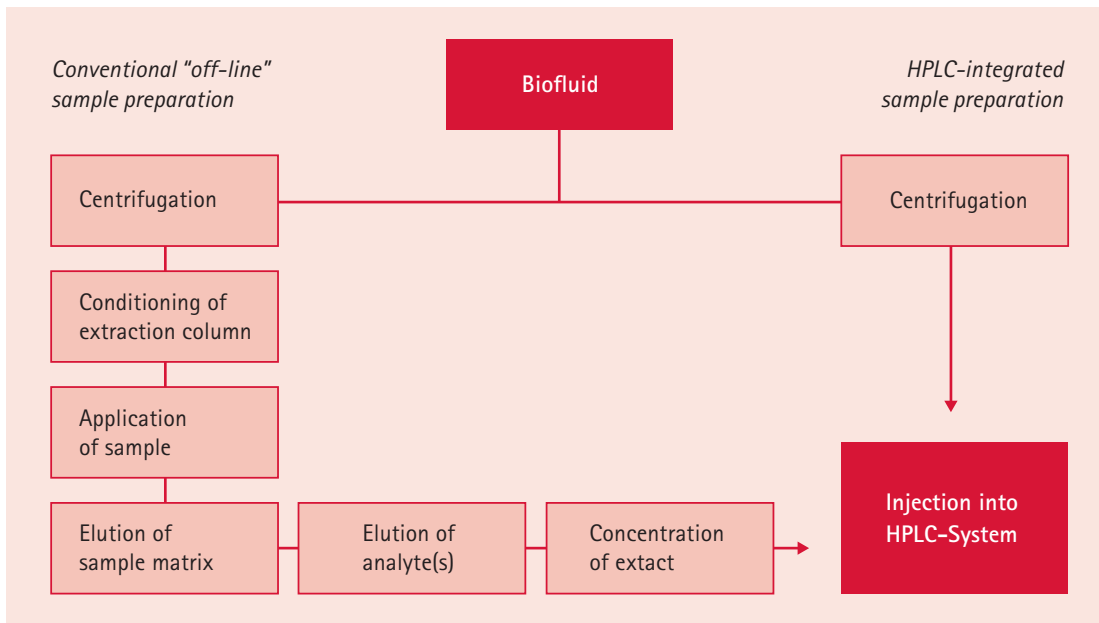 Conventional “off-line”
sample preparation
Biofluid
HPLC-integrated
sample preparation
Centrifugation
Centrifugation
Conditioning of
extraction column
Application
of sample
Elution of
sample matrix
Elution of
analyte(s)
Concentration
of extact
Injection into
HPLC-System